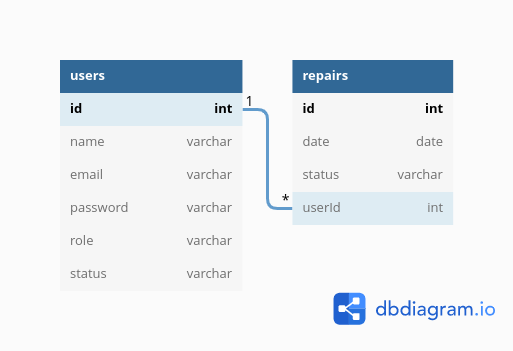 users
id int
name varchar
email varchar
password varchar
role varchar
status varchar
1
*
repairs
id int
date date
status varchar
userId int
dbdiagram.io